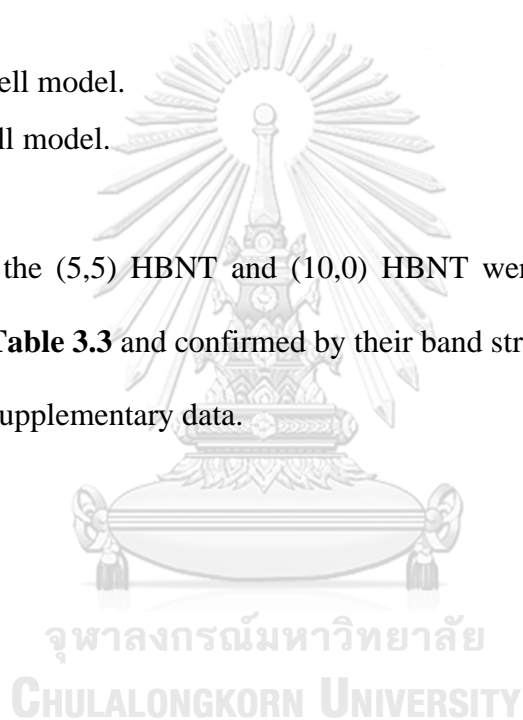 ell model.
ll model.
the (5,5) HBNT and (10,0) HBNT wer
Table 3.3 and confirmed by their band str
supplementary data.
จุฬาลงกรณ์มหาวิทยาลัย
CHULALONGKORN UNIVERSITY